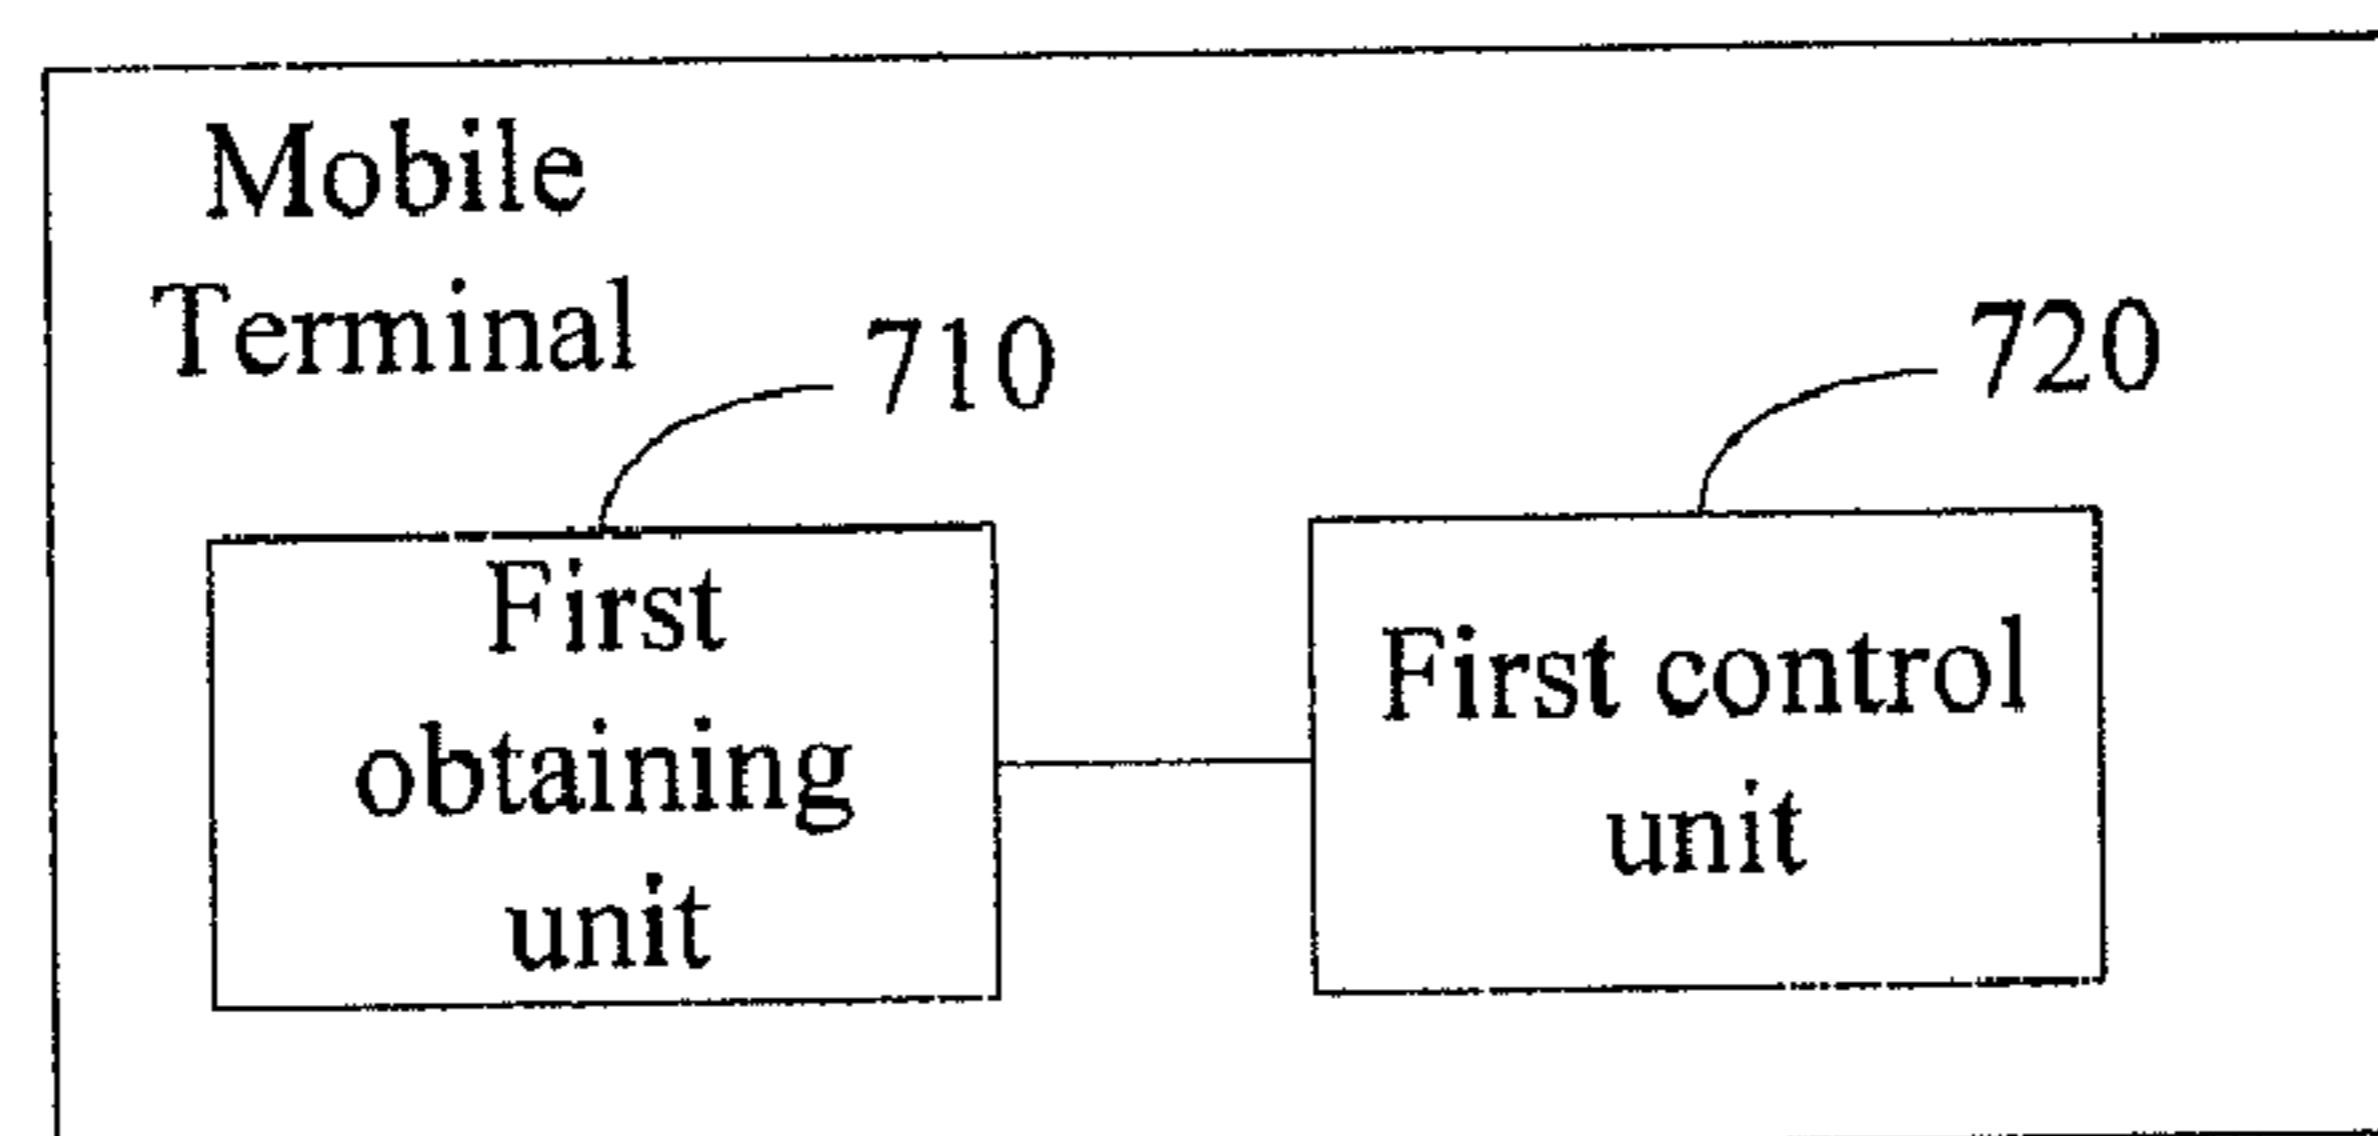 Mobile
Terminal
710
720
First
obtaining
unit
First control
unit